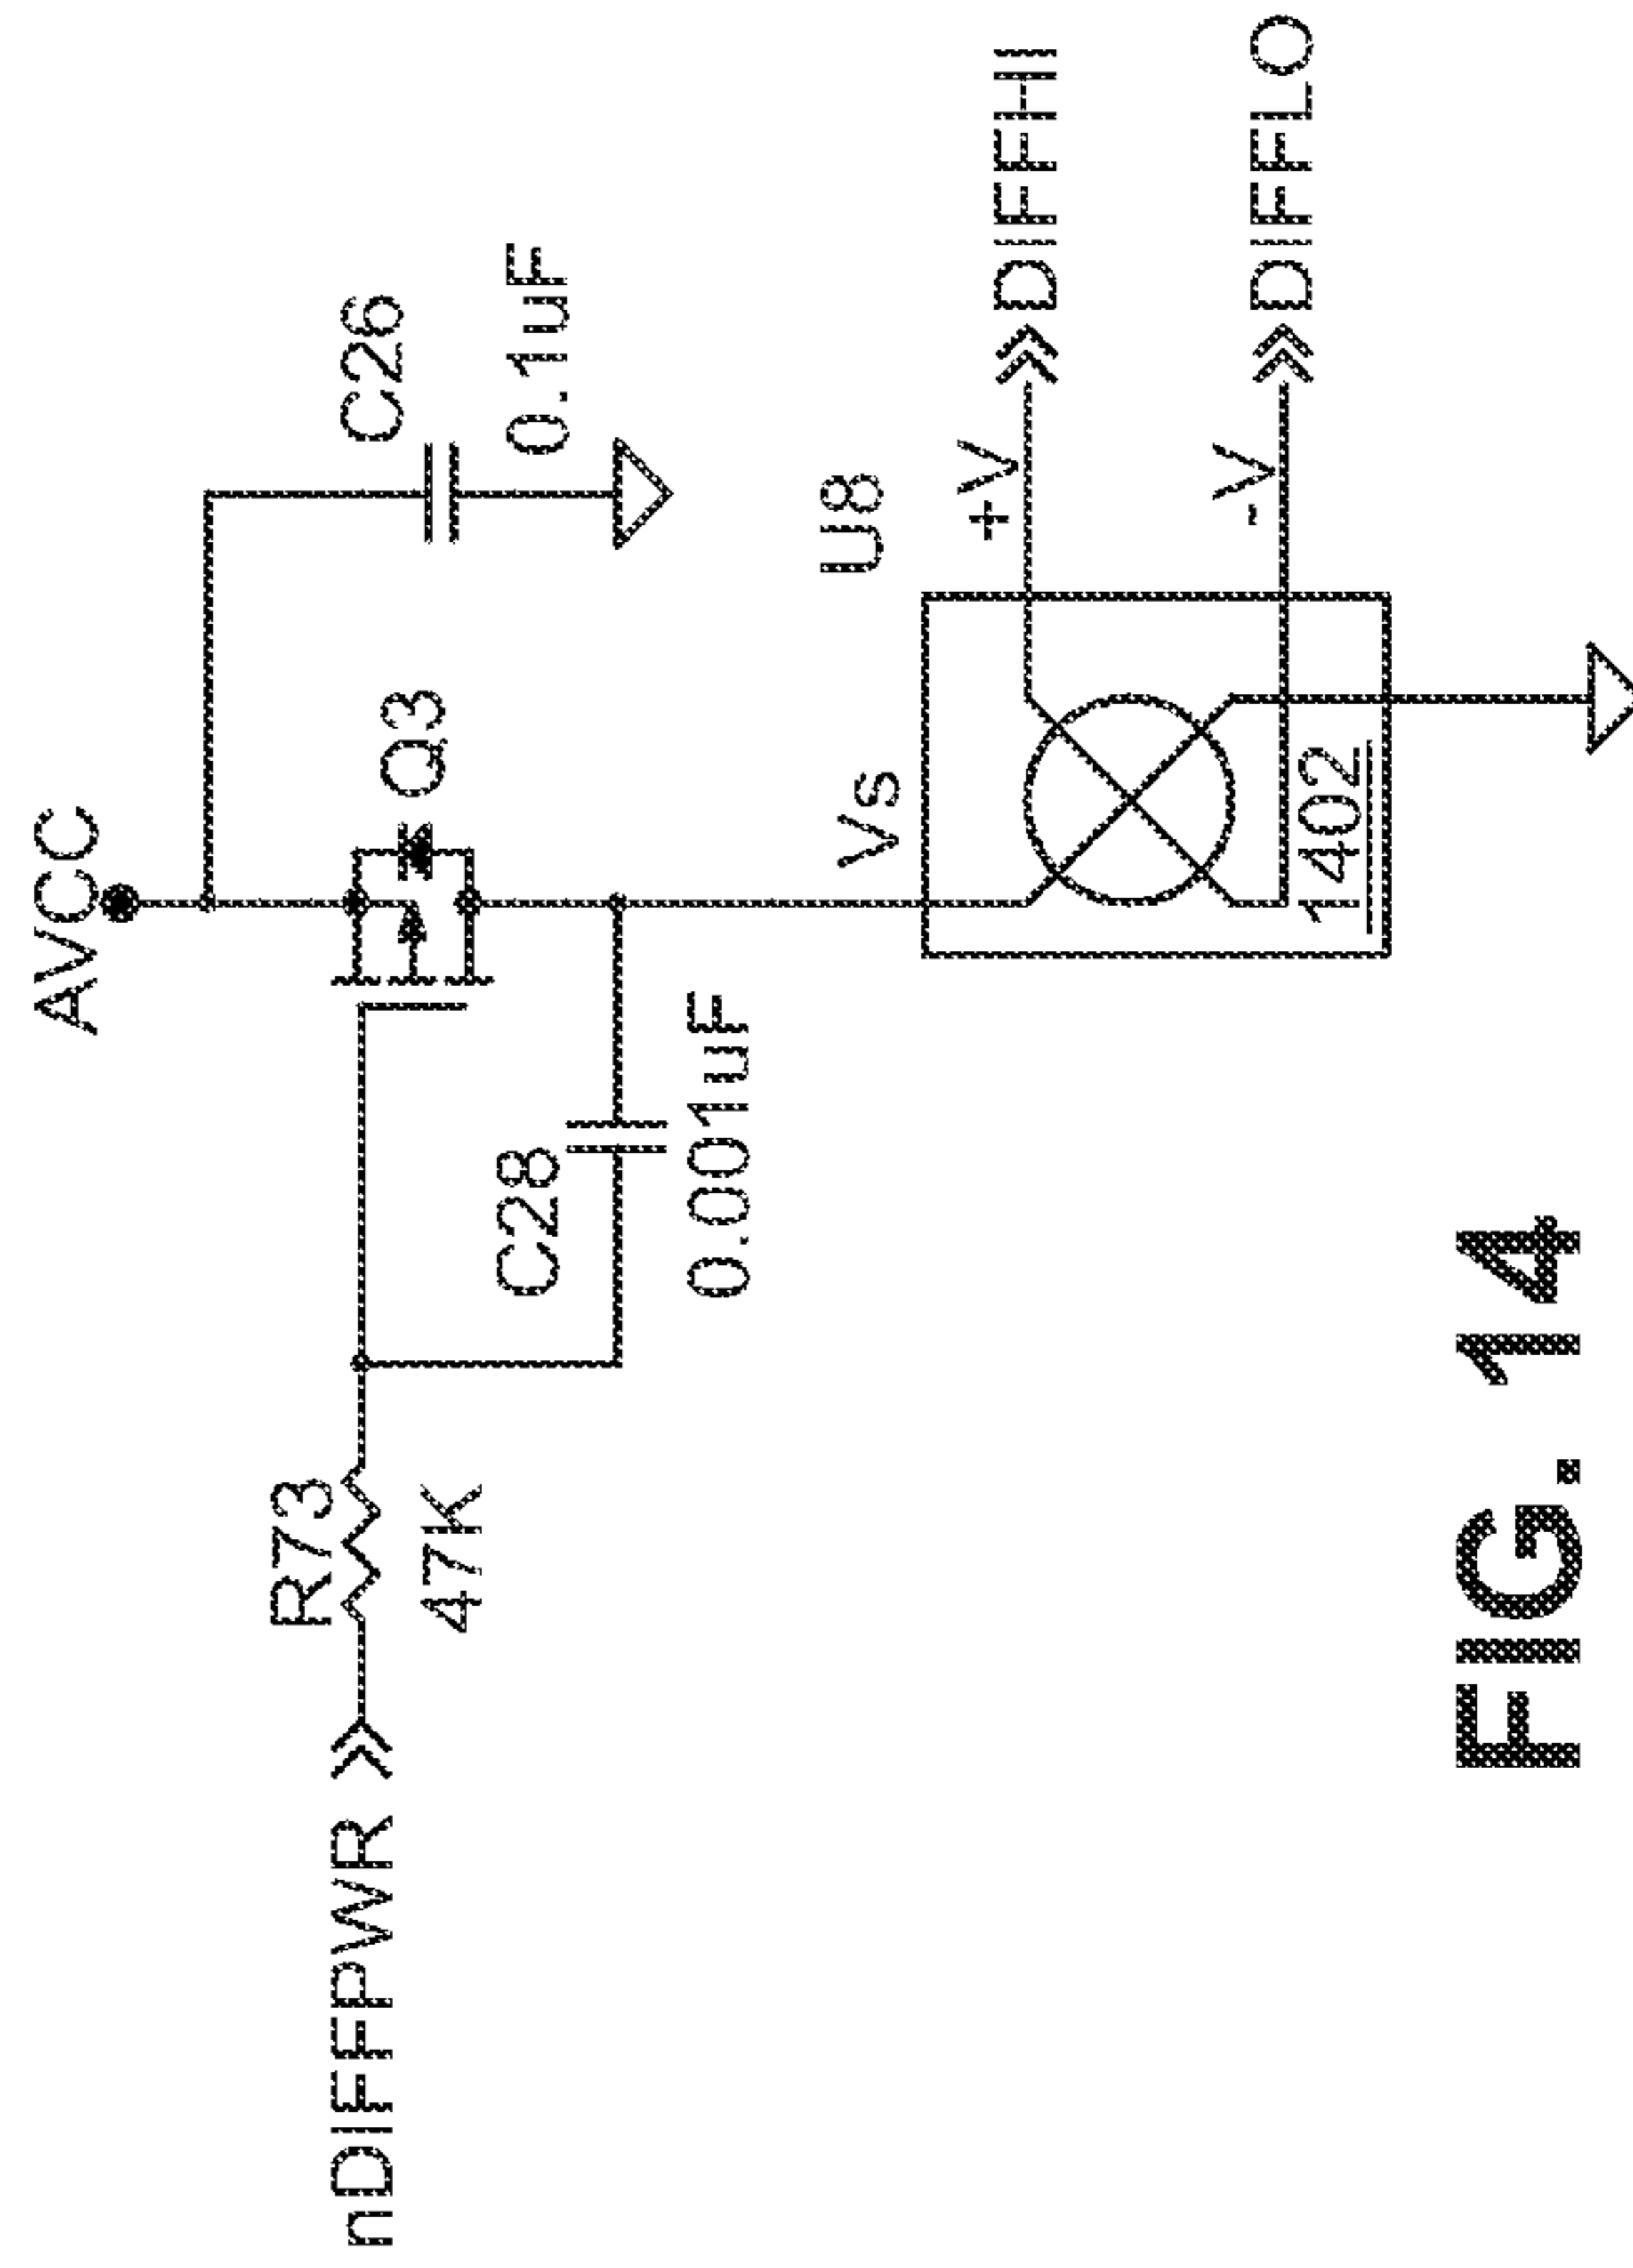 AVCC
C26
0.1uF
Q3
R73
47K
nDIFFPWR
C28
0.001uF
U8
Vs
+V
DIFFHI
-V
DIFFLO
1402
FIG. 14